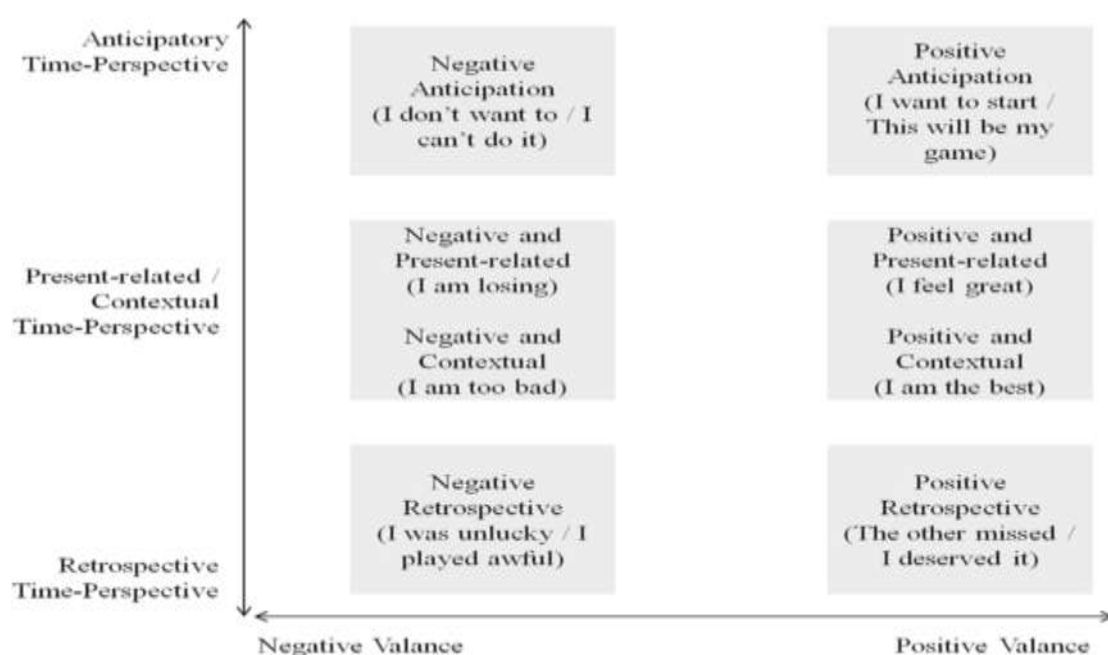 Anticipatory
Time-Perspective
Negative
Anticipation
(I don't want to / I
can't do it)
Positive
Anticipation
(I want to start /
This will be my
game)
Present-related /
Contextual
Time-Perspective
Negative and
Present-related
(I am losing)
Negative and
Contextual
(I am too bad)
Positive and
Present-related
(I feel great)
Positive and
Contextual
(I am the best)
Retrospective
Time-Perspective
Negative
Retrospective
(I was unlucky / I
played awful)
Positive
Retrospective
(The other missed /
I deserved it)
Negative Valance
Positive Valance